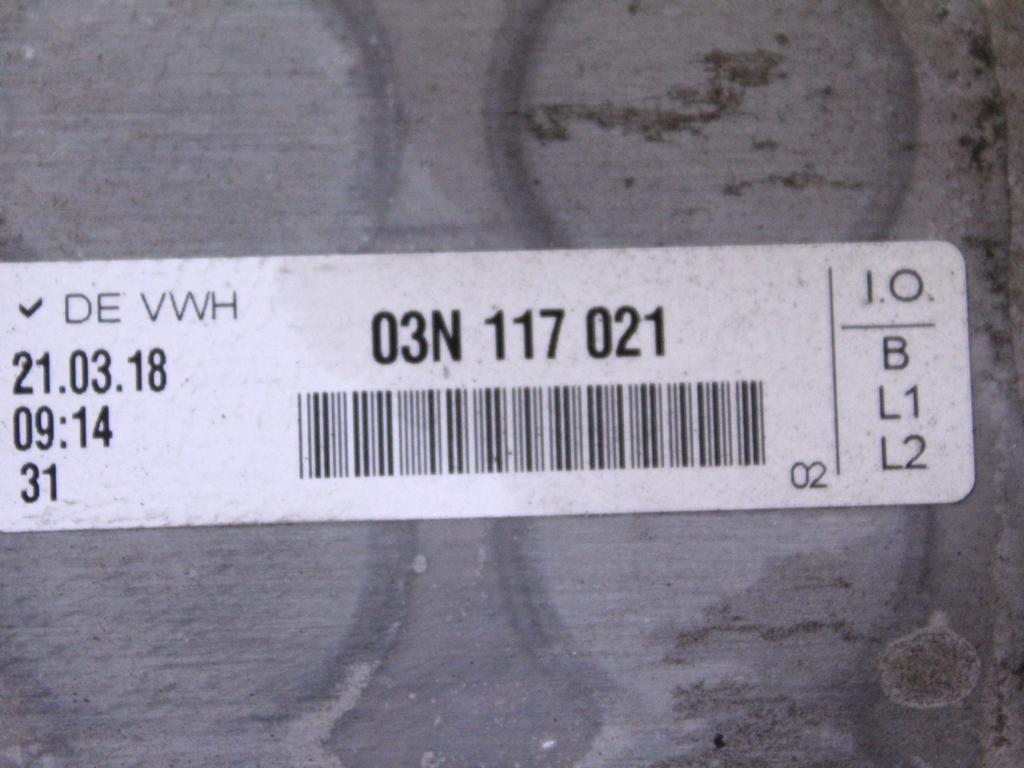 ✓ DE VWH
21.03.18
09:14
31
03N 117 021
02
I.O.
B
L1
L2